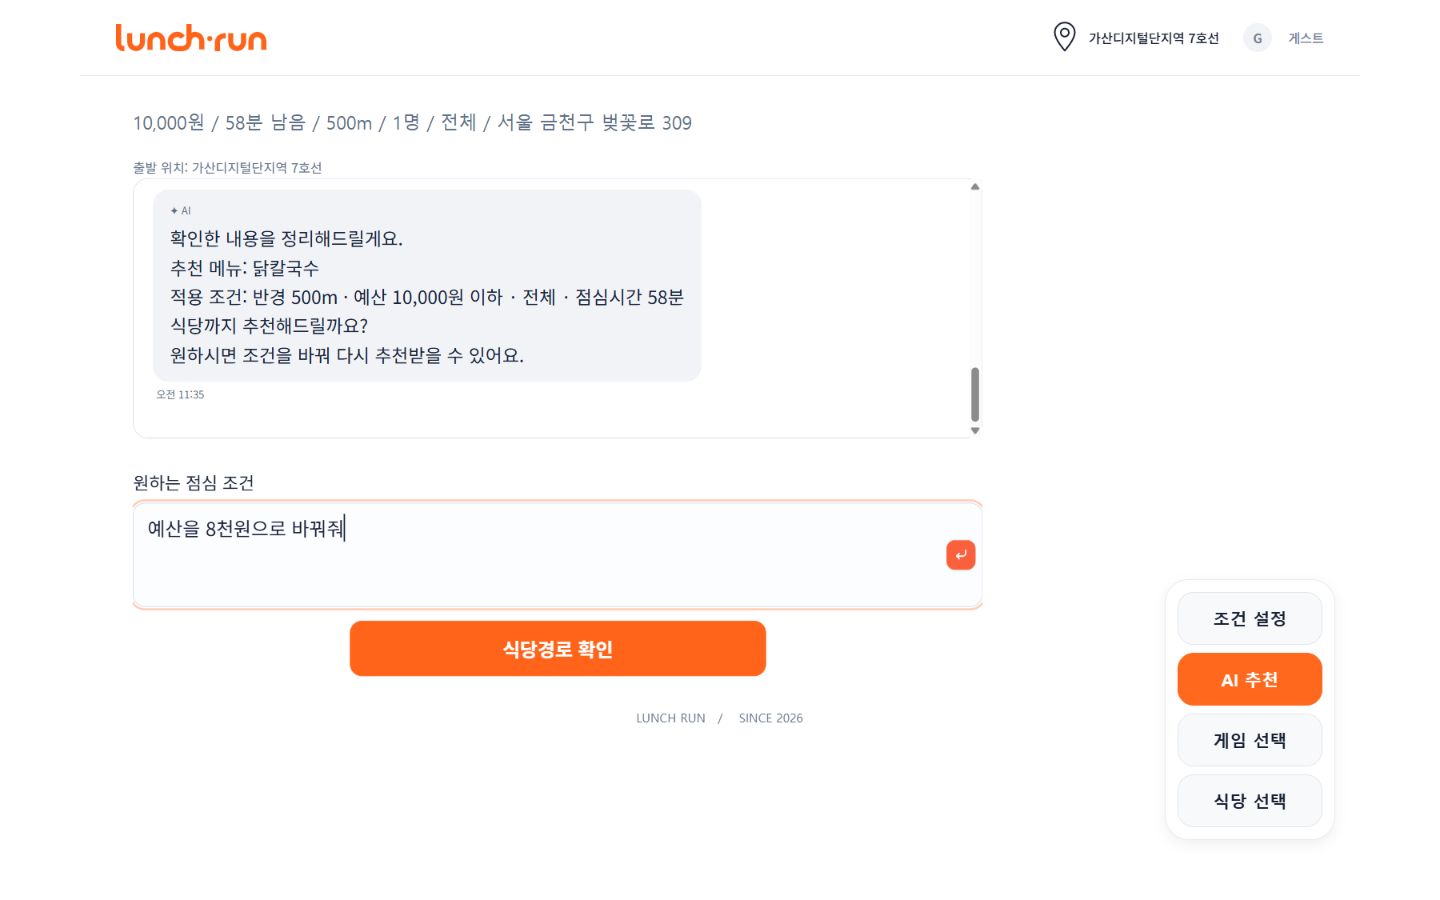 lunch·run
가산디지털단지역 7호선
G 게스트
10,000원 / 58분 남음 / 500m / 1명 / 전체 / 서울 금천구 벚꽃로 309
출발 위치: 가산디지털단지역 7호선
✦ AI
확인한 내용을 정리해드릴게요.
추천 메뉴: 닭칼국수
적용 조건: 반경 500m · 예산 10,000원 이하 · 전체 · 점심시간 58분
식당까지 추천해드릴까요?
원하시면 조건을 바꿔 다시 추천받을 수 있어요.
오전 11:35
원하는 점심 조건
예산을 8천원으로 바꿔줘
식당경로 확인
LUNCH RUN / SINCE 2026
조건 설정
AI 추천
게임 선택
식당 선택